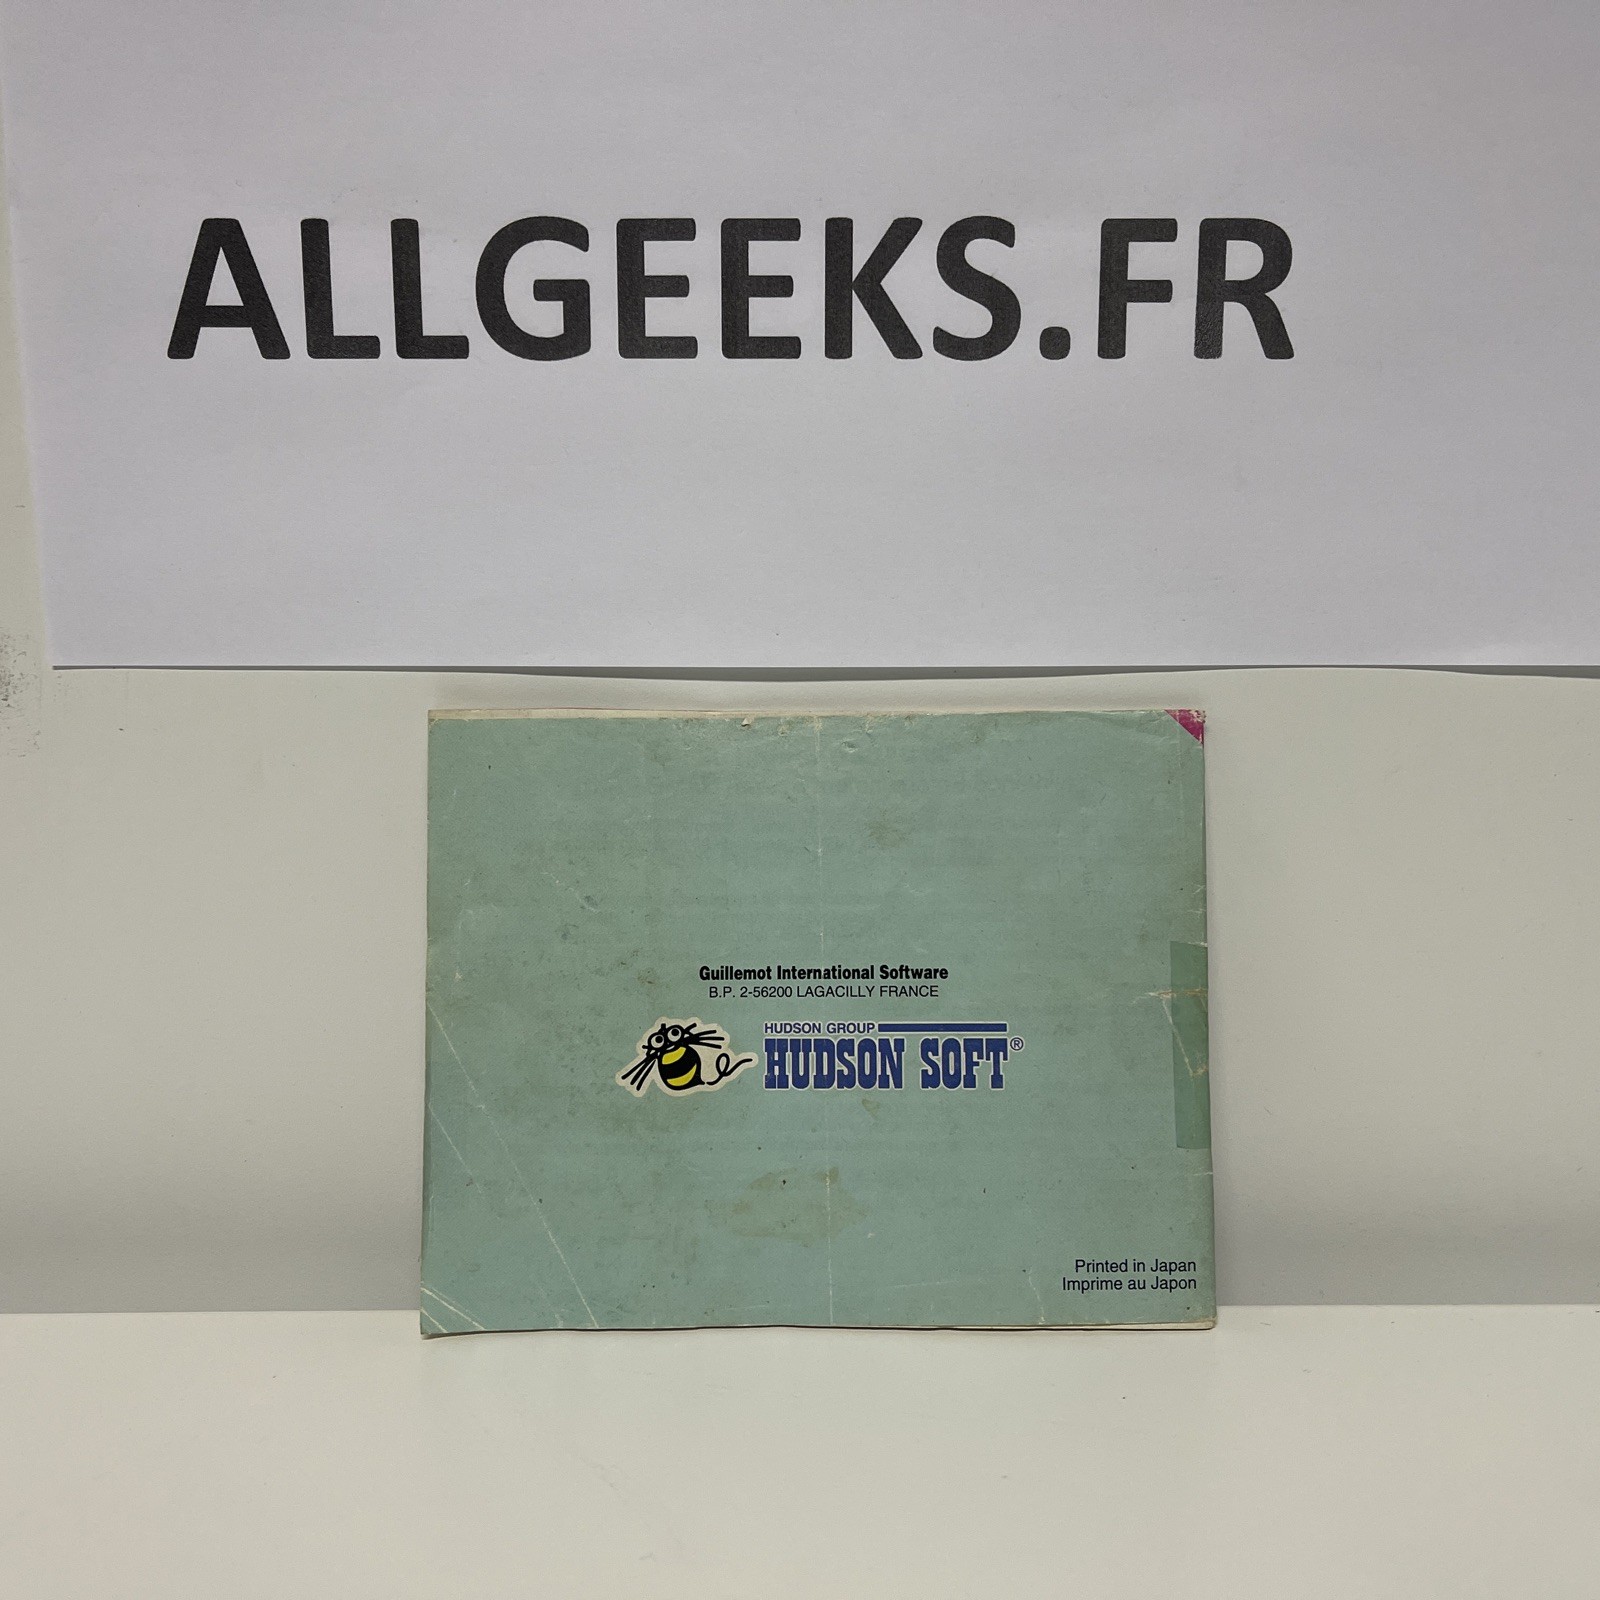 ALLGEEKS.FR
Guillemot International Software
B.P. 2-56200 LAGACILLY FRANCE
HUDSON GROUP
HUDSON SOFT®
Printed in Japan
Imprime au Japon